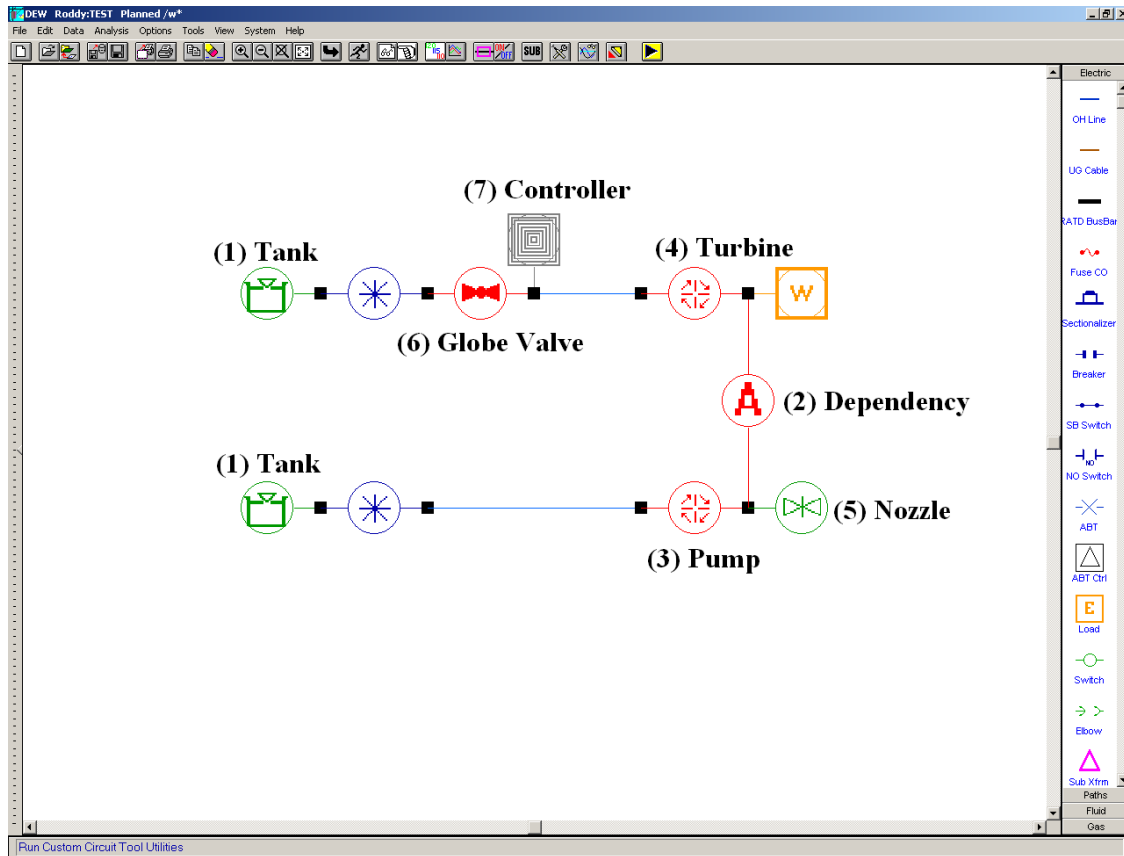 DEW Roddy:TEST Planned /w*
File Edit Data Analysis Options Tools View System Help
SUB
ON/OFF
Electric
OH Line
UG Cable
RATD BusBar
Fuse CO
Sectionalizer
Breaker
SB Switch
NO
NO Switch
ABT
ABT Ctrl
E
Load
Switch
Elbow
Sub Xfrm
Paths
Fluid
Gas
(7) Controller
(1) Tank
(4) Turbine
W
(6) Globe Valve
(2) Dependency
(1) Tank
(5) Nozzle
(3) Pump
Run Custom Circuit Tool Utilities